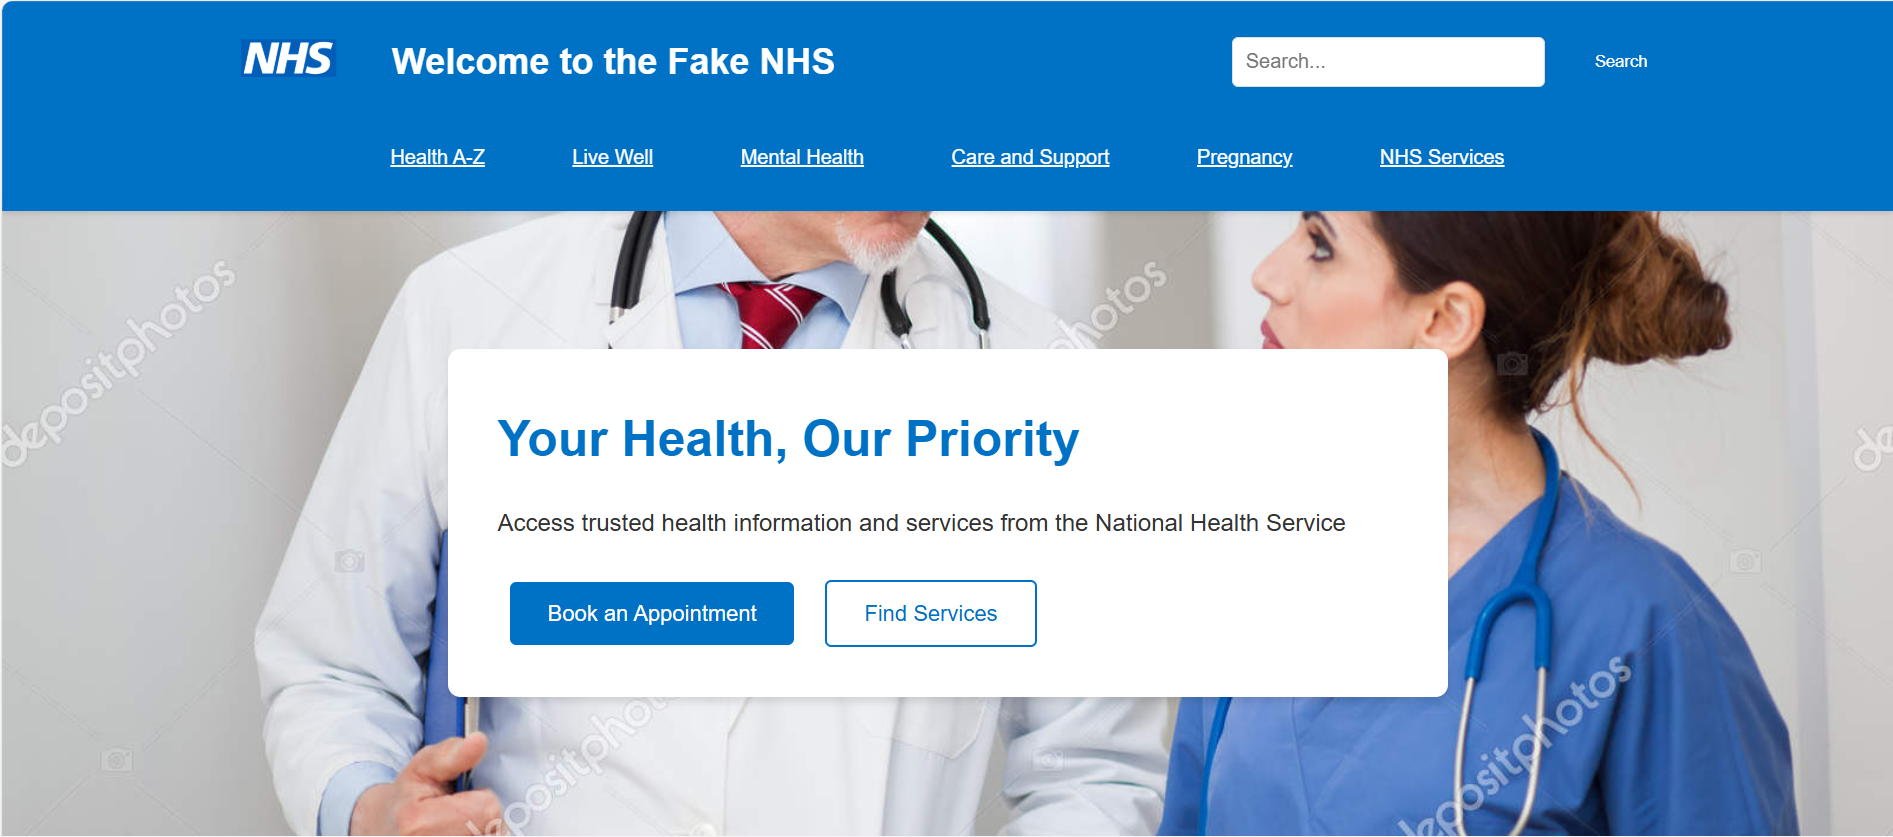 NHS
Welcome to the Fake NHS
Search...
Search
Health A-Z
Live Well
Mental Health
Care and Support
Pregnancy
NHS Services
depositphotos
photos
Your Health, Our Priority
Access trusted health information and services from the National Health Service
Book an Appointment
Find Services
depositphotos
depositphotos
de